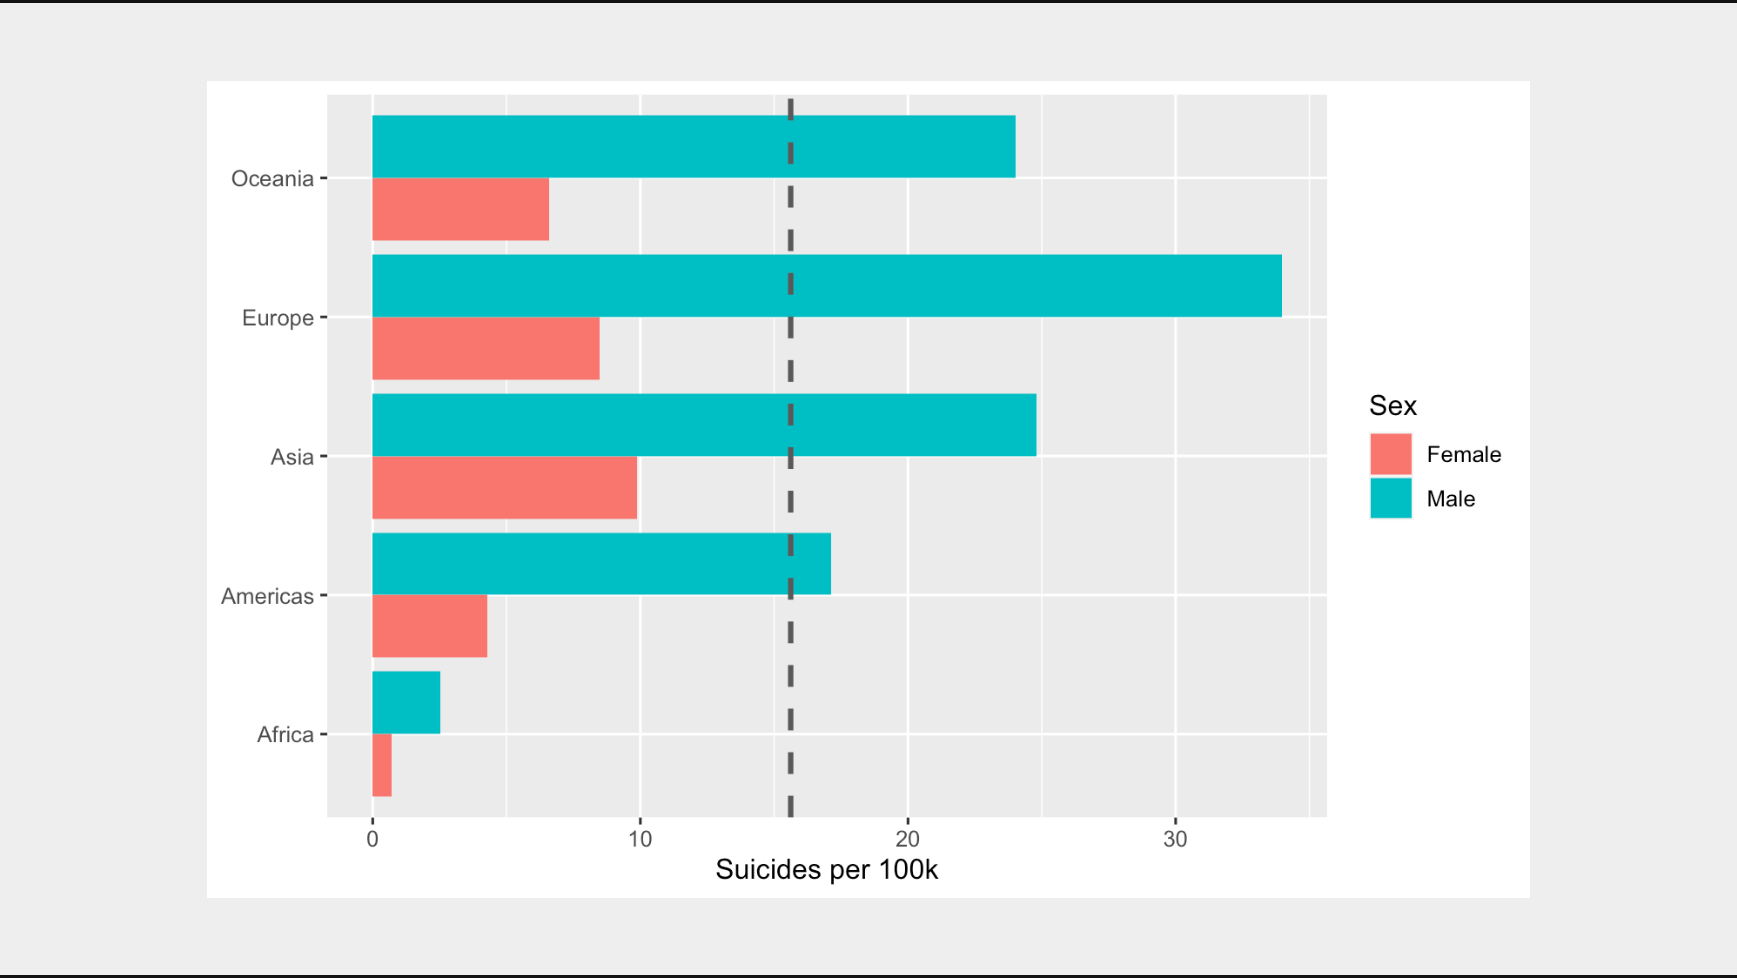 Oceania
Europe
Asia
Americas
Africa
0 10 20 30
Suicides per 100k
Sex
Female
Male